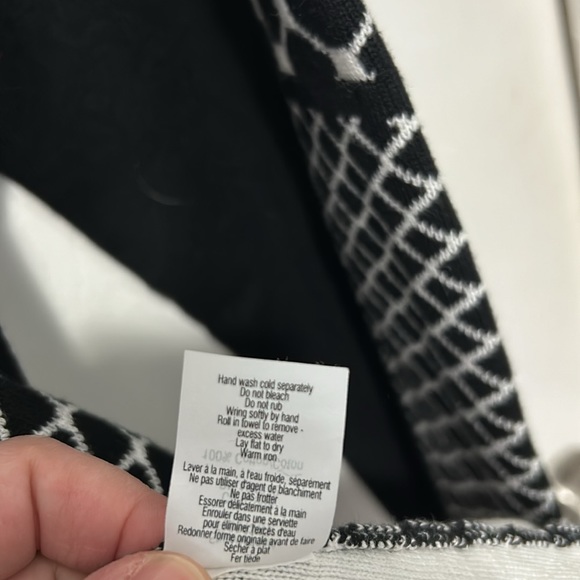 Hand wash cold separately
Do not bleach
Do not rub
Wring softly by hand
Roll in towel to remove -
excess water
Lay flat to dry
Warm iron
Laver à la main, à l'eau froide, séparément
Ne pas utiliser d'agent de blanchiment
Ne pas frotter
Essorer délicatement à la main
Enrouler dans une serviette
pour éliminer l'excés d'eau
Redonner forme originale avant de faire
Sécher à plat
Fer tiède